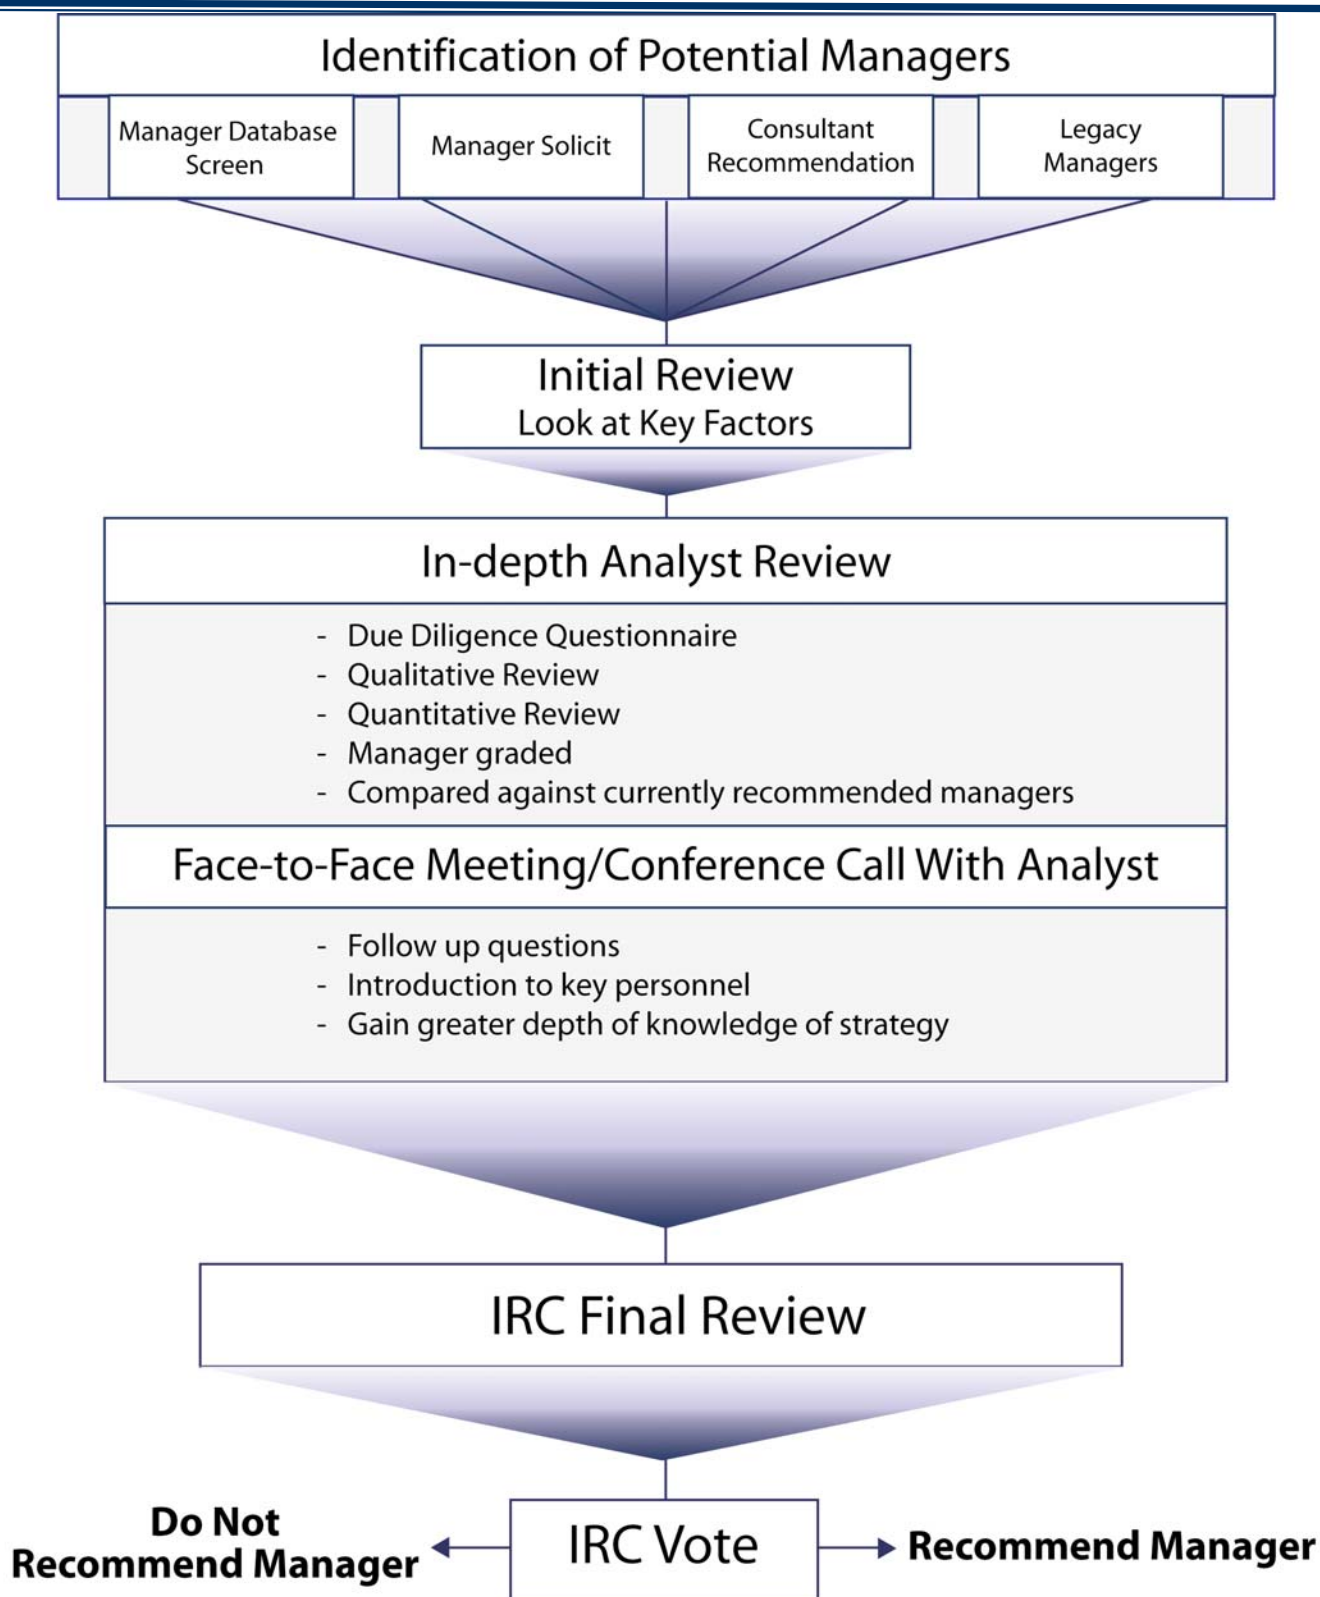 Identification of Potential Managers
Manager Database
Screen
Manager Solicit
Consultant
Recommendation
Legacy
Managers
Initial Review
Look at Key Factors
In-depth Analyst Review
- Due Diligence Questionnaire
- Qualitative Review
- Quantitative Review
- Manager graded
- Compared against currently recommended managers
Face-to-Face Meeting/Conference Call With Analyst
- Follow up questions
- Introduction to key personnel
- Gain greater depth of knowledge of strategy
IRC Final Review
Do Not
Recommend Manager
IRC Vote
Recommend Manager